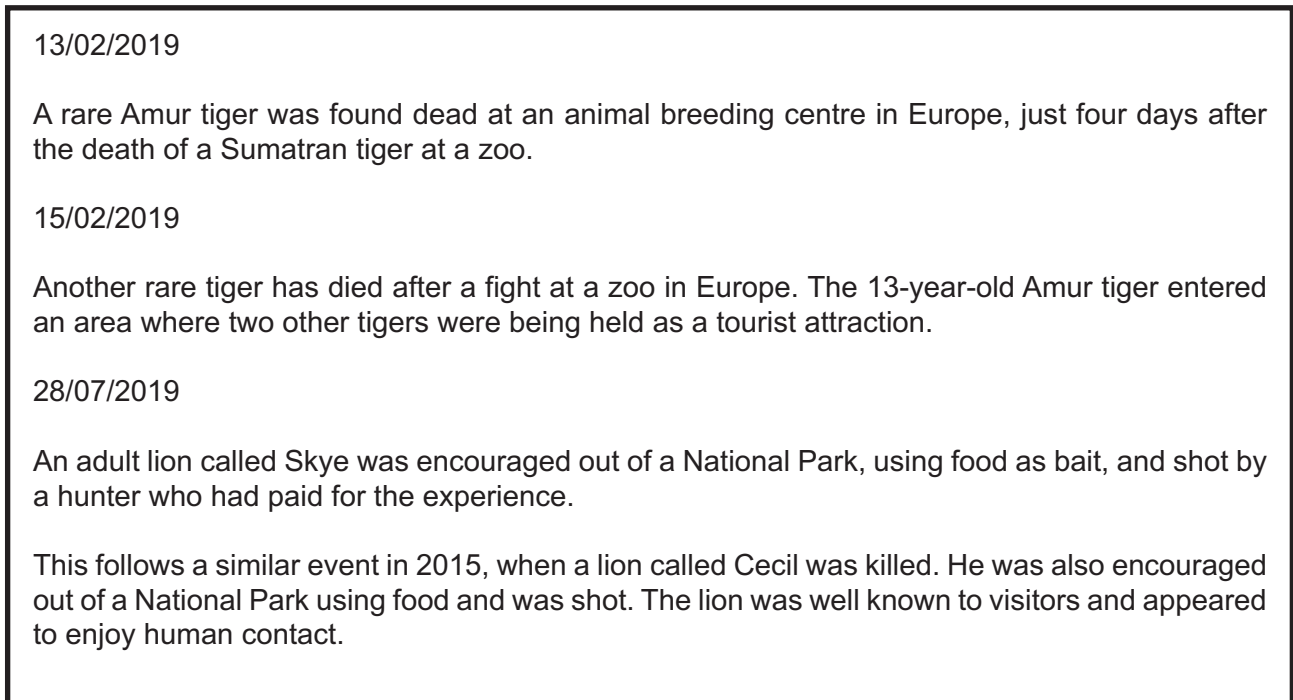 13/02/2019
A rare Amur tiger was found dead at an animal breeding centre in Europe, just four days after
the death of a Sumatran tiger at a zoo.
15/02/2019
Another rare tiger has died after a fight at a zoo in Europe. The 13-year-old Amur tiger entered
an area where two other tigers were being held as a tourist attraction.
28/07/2019
An adult lion called Skye was encouraged out of a National Park, using food as bait, and shot by
a hunter who had paid for the experience.
This follows a similar event in 2015, when a lion called Cecil was killed. He was also encouraged
out of a National Park using food and was shot. The lion was well known to visitors and appeared
to enjoy human contact.